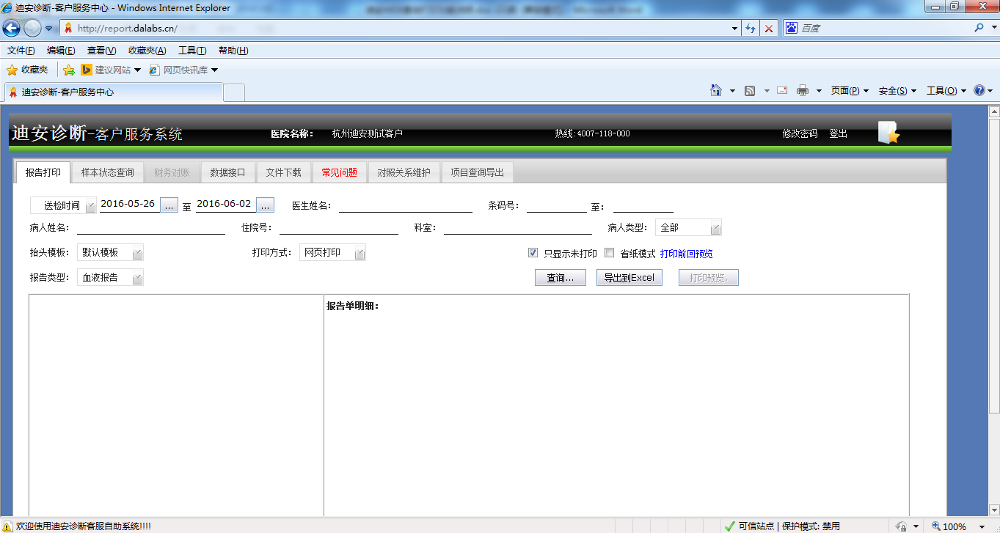 迪安诊断-客户服务中心 - Windows Internet Explorer
http://report.dalabs.cn/
百度
文件(F) 编辑(E) 查看(V) 收藏夹(A) 工具(T) 帮助(H)
收藏夹 建议网站 网页快讯库
迪安诊断-客户服务中心
页面(P) 安全(S) 工具(O)
迪安诊断-客户服务系统 医院名称： 杭州迪安测试客户 热线:4007-118-000 修改密码 登出
报告打印 样本状态查询 财务对账 数据接口 文件下载 常见问题 对照关系维护 项目查询导出
送检时间 2016-05-26 ... 至 2016-06-02 ... 医生姓名： 条码号： 至：
病人姓名： 住院号： 科室： 病人类型： 全部
抬头模板： 默认模板 打印方式： 网页打印 只显示未打印 省纸模式 打印前回预览
报告类型： 血液报告 查询... 导出到Excel 打印预览.
报告单明细：
欢迎使用迪安诊断客服自助系统!!!! 可信站点 | 保护模式: 禁用 100%